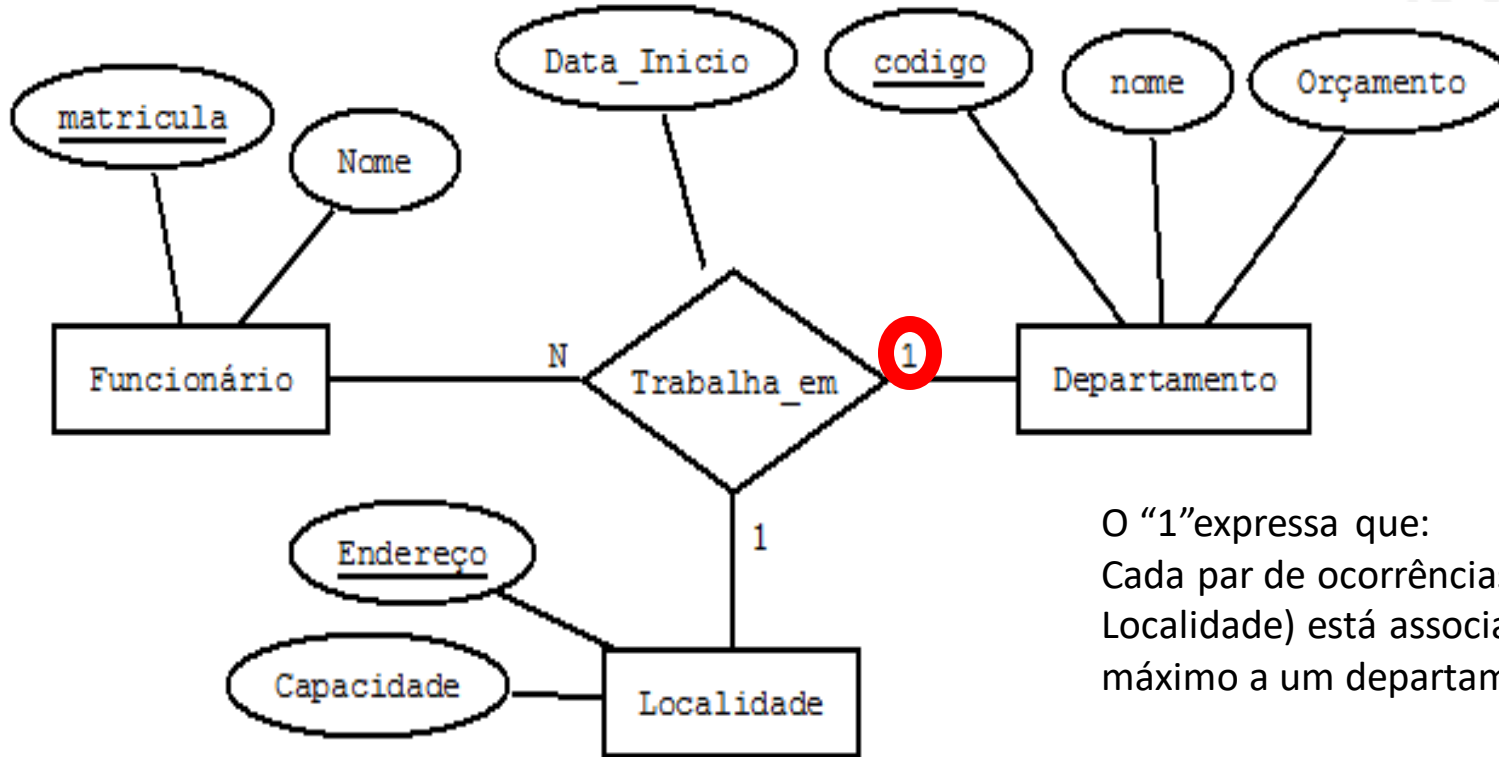 Data_Inicio
codigo
nome
Orçamento
matricula
Nome
N
1
Funcionário
Trabalha_em
Departamento
1
Endereço
Capacidade
Localidade
O “1”expressa que:
Cada par de ocorrências
Localidade) está associa
máximo a um departam